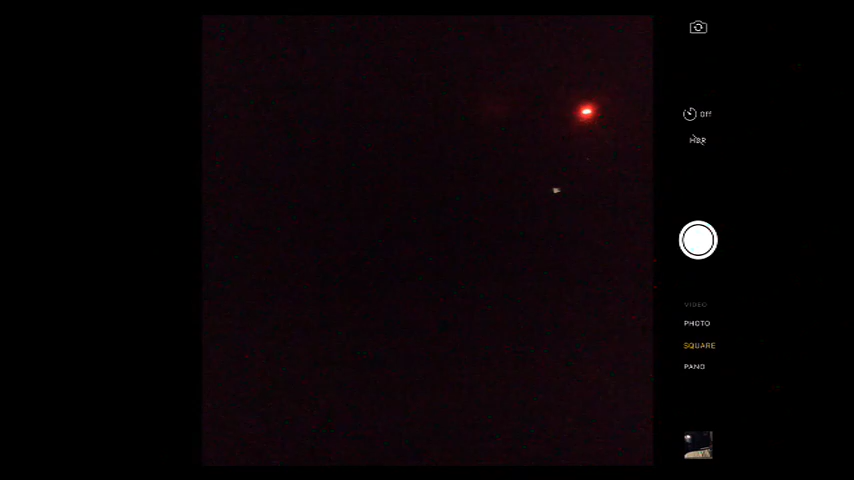 Off
HDR
VIDEO
PHOTO
SQUARE
PANO